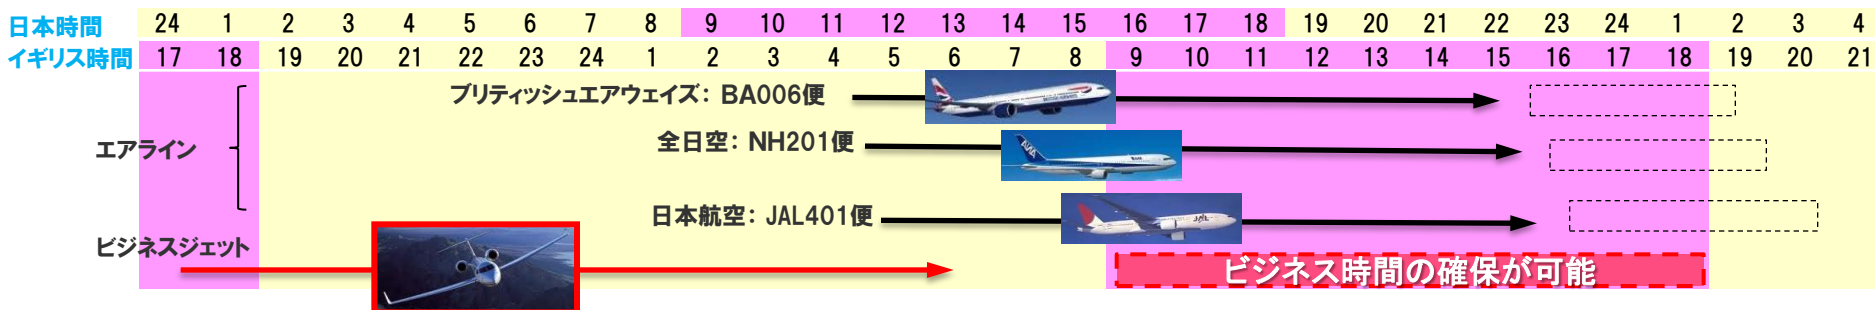 日本時間 24 1 2 3 4 5 6 7 8 9 10 11 12 13 14 15 16 17 18 19 20 21 22 23 24 1 2 3 4
イギリス時間 17 18 19 20 21 22 23 24 1 2 3 4 5 6 7 8 9 10 11 12 13 14 15 16 17 18 19 20 21
ブリティッシュエアウェイズ： BA006便
エアライン
全日空： NH201便
ANA
日本航空： JAL401便
JAL
ビジネスジェット
ビジネス時間の確保が可能